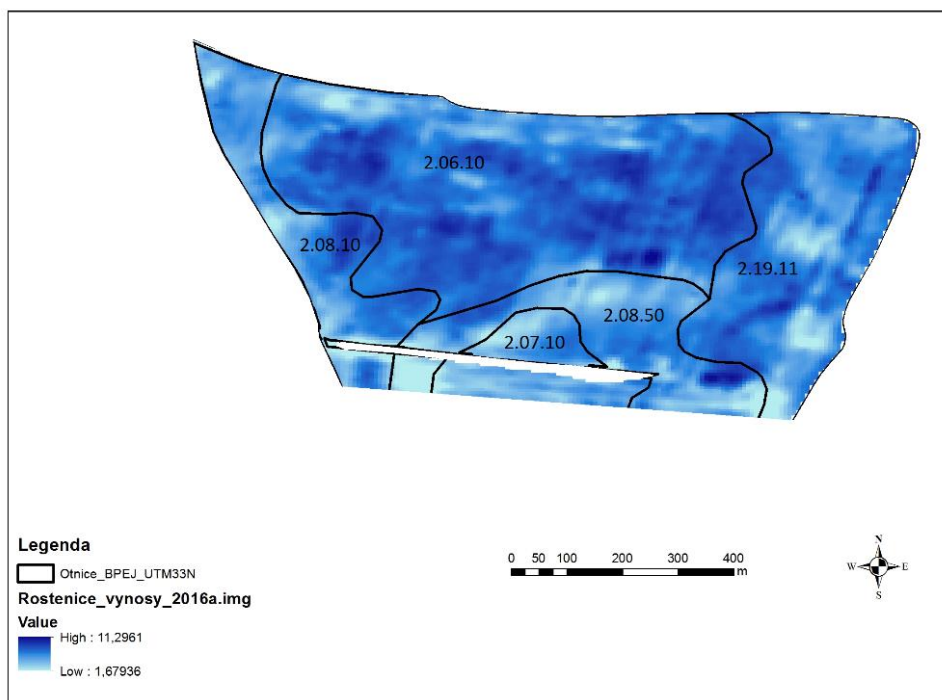 2.06.10
2.08.10
2.19.11
2.08.50
2.07.10
Legenda
Otnice_BPEJ_UTM33N
Rostenice_vynosy_2016a.img
Value
High : 11,2961
Low : 1,67936
0 25 50 100 200 300 400
m
N
W E
S